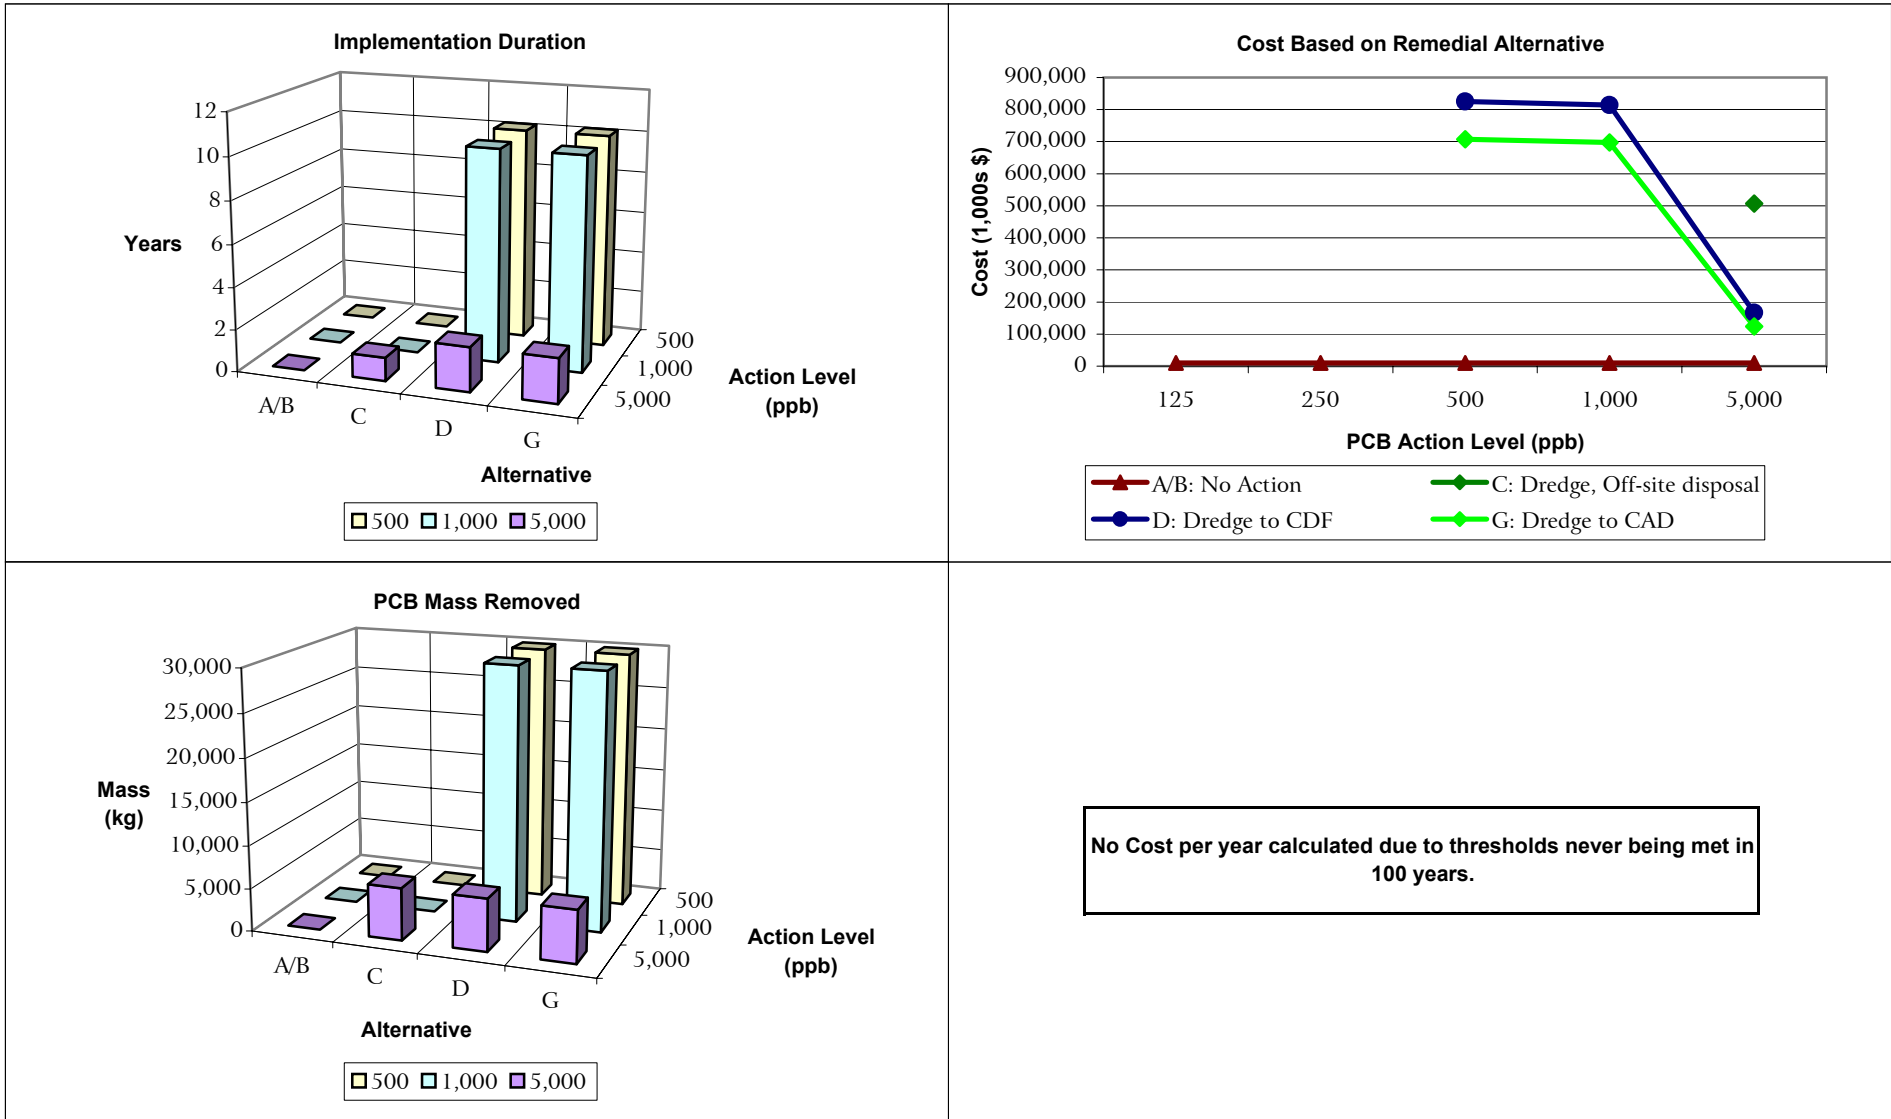 Implementation Duration
12
10
8
6
4
2
0
Years
A/B
C
D
G
500
1,000
5,000
Action Level
(ppb)
Alternative
500 1,000 5,000
Cost Based on Remedial Alternative
900,000
800,000
700,000
600,000
500,000
400,000
300,000
200,000
100,000
0
Cost (1,000s $)
125 250 500 1,000 5,000
PCB Action Level (ppb)
A/B: No Action C: Dredge, Off-site disposal
D: Dredge to CDF G: Dredge to CAD
PCB Mass Removed
30,000
25,000
20,000
15,000
10,000
5,000
0
Mass
(kg)
A/B
C
D
G
500
1,000
5,000
Action Level
(ppb)
Alternative
500 1,000 5,000
No Cost per year calculated due to thresholds never being met in
100 years.